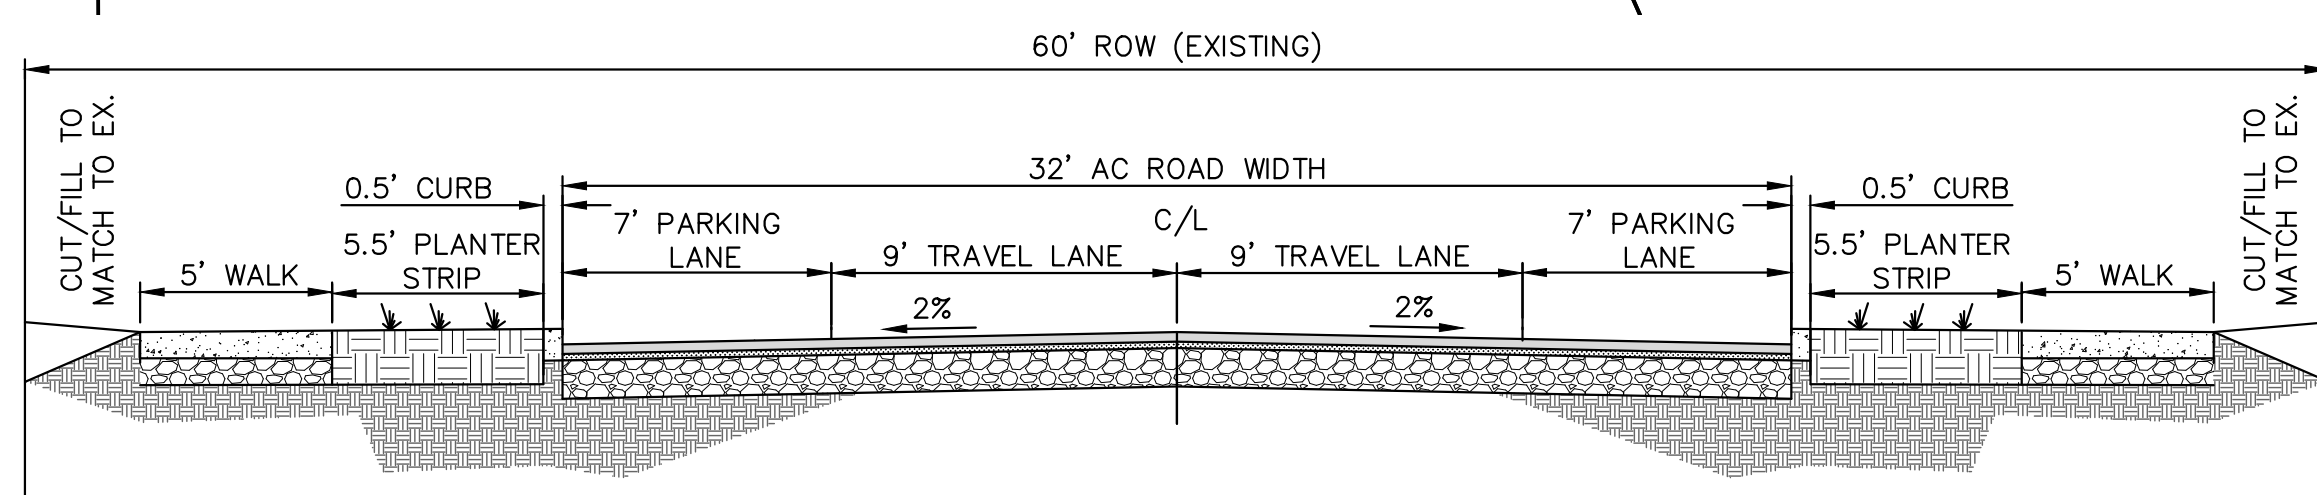 60' ROW (EXISTING)
CUT/FILL TO
MATCH TO EX.
CUT/FILL TO
MATCH TO EX.
32' AC ROAD WIDTH
0.5' CURB
0.5' CURB
7' PARKING
LANE
C/L
7' PARKING
LANE
5.5' PLANTER
STRIP
9' TRAVEL LANE
9' TRAVEL LANE
5.5' PLANTER
STRIP
5' WALK
5' WALK
2%
2%